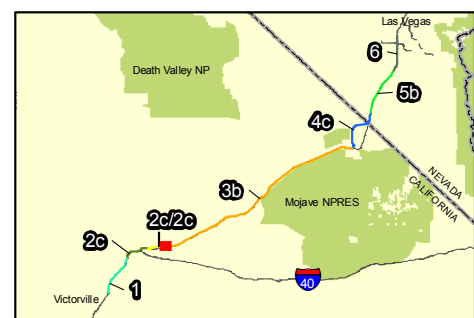 Las Vegas
6
Death Valley NP
5b
4c
NEVADA
CALIFORNIA
3b
Mojave NPRES
2c/2c
2c
40
Victorville
1